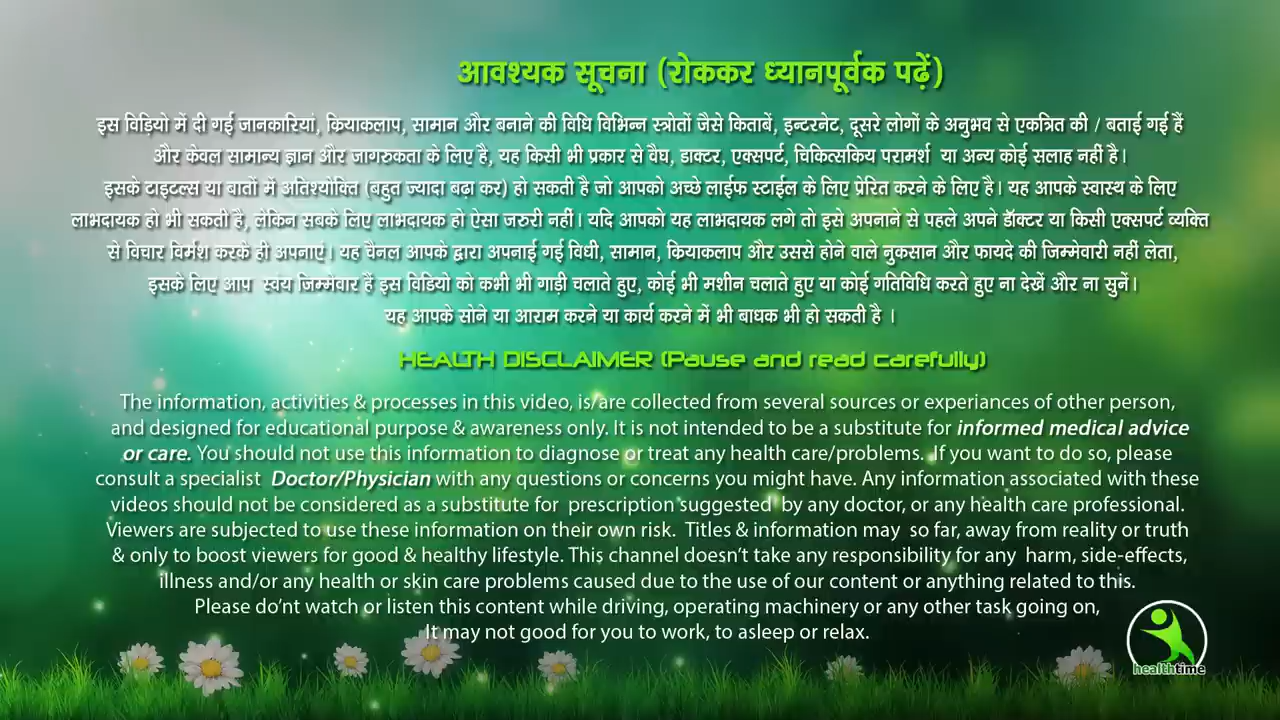 आवश्यक सूचना (रोककर ध्यानपूर्वक पढ़ें)
इस विड़ियो में दी गई जानकारियां, क्रियाकलाप, सामान और बनाने की विधि विभिन्न स्त्रोतों जैसे किताबें, इन्टरनेट, दूसरे लोगों के अनुभव से एकत्रित की / बताई गई हैं
और केवल सामान्य ज्ञान और जागरुकता के लिए है, यह किसी भी प्रकार से वैघ, डाक्टर, एक्सपर्ट, चिकित्सकिय परामर्श या अन्य कोई सलाह नहीं है।
इसके टाइटल्स या बातों में अतिश्योक्ति (बहुत ज्यादा बढ़ा कर) हो सकती है जो आपको अच्छे लाईफ स्टाईल के लिए प्रेरित करने के लिए है। यह आपके स्वास्थ के लिए
लाभदायक हो भी सकती है, लेकिन सबके लिए लाभदायक हो ऐसा जरुरी नहीं। यदि आपको यह लाभदायक लगे तो इसे अपनाने से पहले अपने डॉक्टर या किसी एक्सपर्ट व्यक्ति
से विचार विर्मश करके ही अपनाएं। यह चैनल आपके द्वारा अपनाई गई विधी, सामान, क्रियाकलाप और उससे होने वाले नुकसान और फायदे की जिम्मेवारी नहीं लेता,
इसके लिए आप स्वंय जिम्मेवार हैं इस विडियो को कभी भी गाड़ी चलाते हुए, कोई भी मशीन चलाते हुए या कोई गतिविधि करते हुए ना देखें और ना सुनें।
यह आपके सोने या आराम करने या कार्य करने में भी बाधक भी हो सकती है ।
HEALTH DISCLAIMER (Pause and read carefully)
The information, activities & processes in this video, is/are collected from several sources or experiances of other person,
and designed for educational purpose & awareness only. It is not intended to be a substitute for informed medical advice
or care. You should not use this information to diagnose or treat any health care/problems. If you want to do so, please
consult a specialist Doctor/Physician with any questions or concerns you might have. Any information associated with these
videos should not be considered as a substitute for prescription suggested by any doctor, or any health care professional.
Viewers are subjected to use these information on their own risk. Titles & information may so far, away from reality or truth
& only to boost viewers for good & healthy lifestyle. This channel doesn't take any responsibility for any harm, side-effects,
illness and/or any health or skin care problems caused due to the use of our content or anything related to this.
Please do'nt watch or listen this content while driving, operating machinery or any other task going on,
It may not good for you to work, to asleep or relax.
healthtime